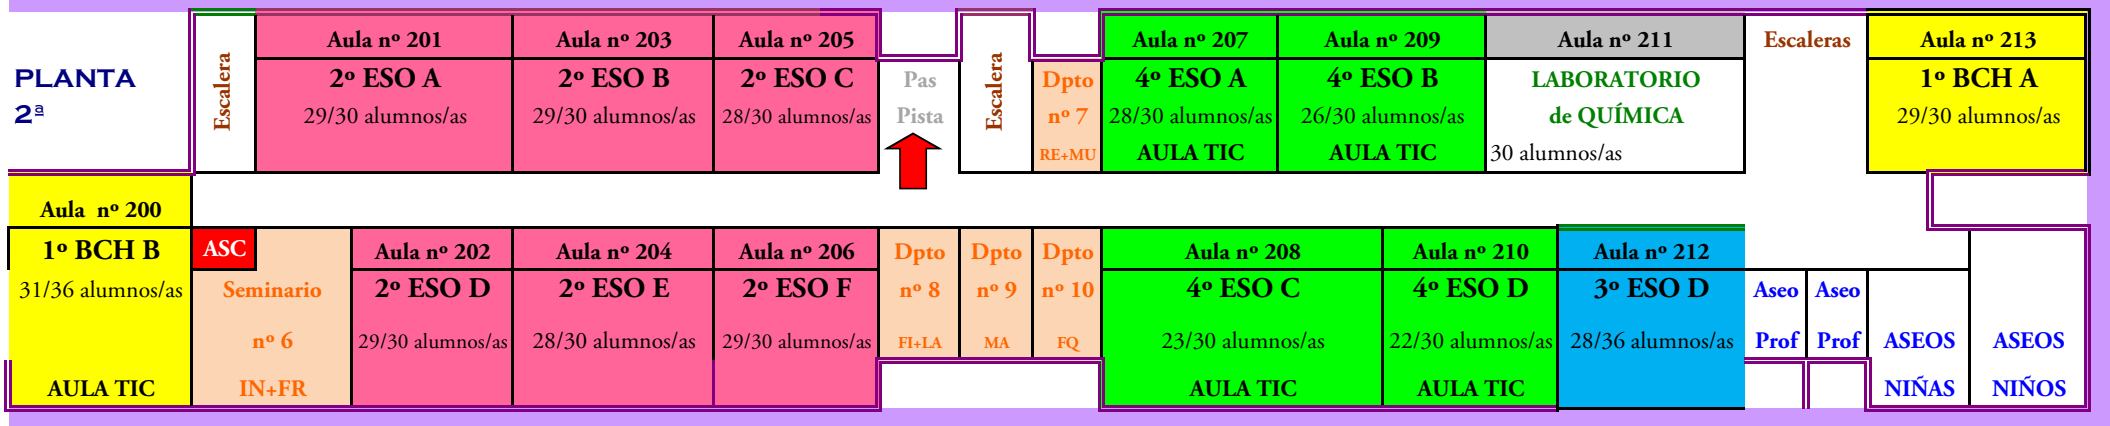 PLANTA
2ª
Escalera
Aula nº 201
2º ESO A
29/30 alumnos/as
Aula nº 203
2º ESO B
29/30 alumnos/as
Aula nº 205
2º ESO C
28/30 alumnos/as
Pas
Pista
Escalera
Dpto
nº 7
RE+MU
Aula nº 207
4º ESO A
28/30 alumnos/as
AULA TIC
Aula nº 209
4º ESO B
26/30 alumnos/as
AULA TIC
Aula nº 211
LABORATORIO
de QUÍMICA
30 alumnos/as
Escaleras
Aula nº 213
1º BCH A
29/30 alumnos/as
Aula nº 200
1º BCH B
31/36 alumnos/as
AULA TIC
ASC
Seminario
nº 6
IN+FR
Aula nº 202
2º ESO D
29/30 alumnos/as
Aula nº 204
2º ESO E
28/30 alumnos/as
Aula nº 206
2º ESO F
29/30 alumnos/as
Dpto
nº 8
FI+LA
Dpto
nº 9
MA
Dpto
nº 10
FQ
Aula nº 208
4º ESO C
23/30 alumnos/as
AULA TIC
Aula nº 210
4º ESO D
22/30 alumnos/as
AULA TIC
Aula nº 212
3º ESO D
28/36 alumnos/as
Aseo
Prof
Aseo
Prof
ASEOS
NIÑAS
ASEOS
NIÑOS